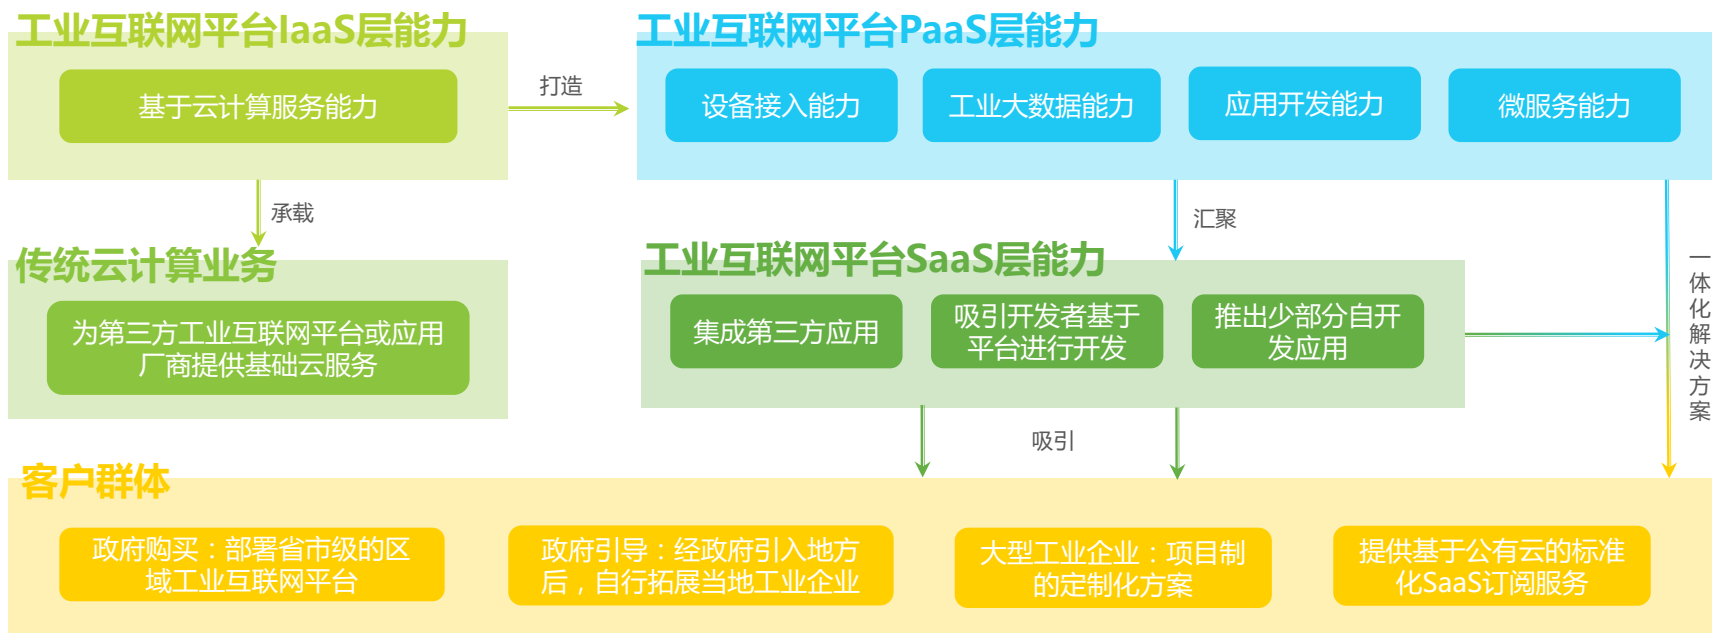 工业互联网平台IaaS层能力
基于云计算服务能力
打造
工业互联网平台PaaS层能力
设备接入能力
工业大数据能力
应用开发能力
微服务能力
承载
汇聚
传统云计算业务
为第三方工业互联网平台或应用
厂商提供基础云服务
工业互联网平台SaaS层能力
集成第三方应用
吸引开发者基于
平台进行开发
推出少部分自开
发应用
一体化解决方案
吸引
客户群体
政府购买：部署省市级的区
域工业互联网平台
政府引导：经政府引入地方
后，自行拓展当地工业企业
大型工业企业：项目制
的定制化方案
提供基于公有云的标准
化SaaS订阅服务